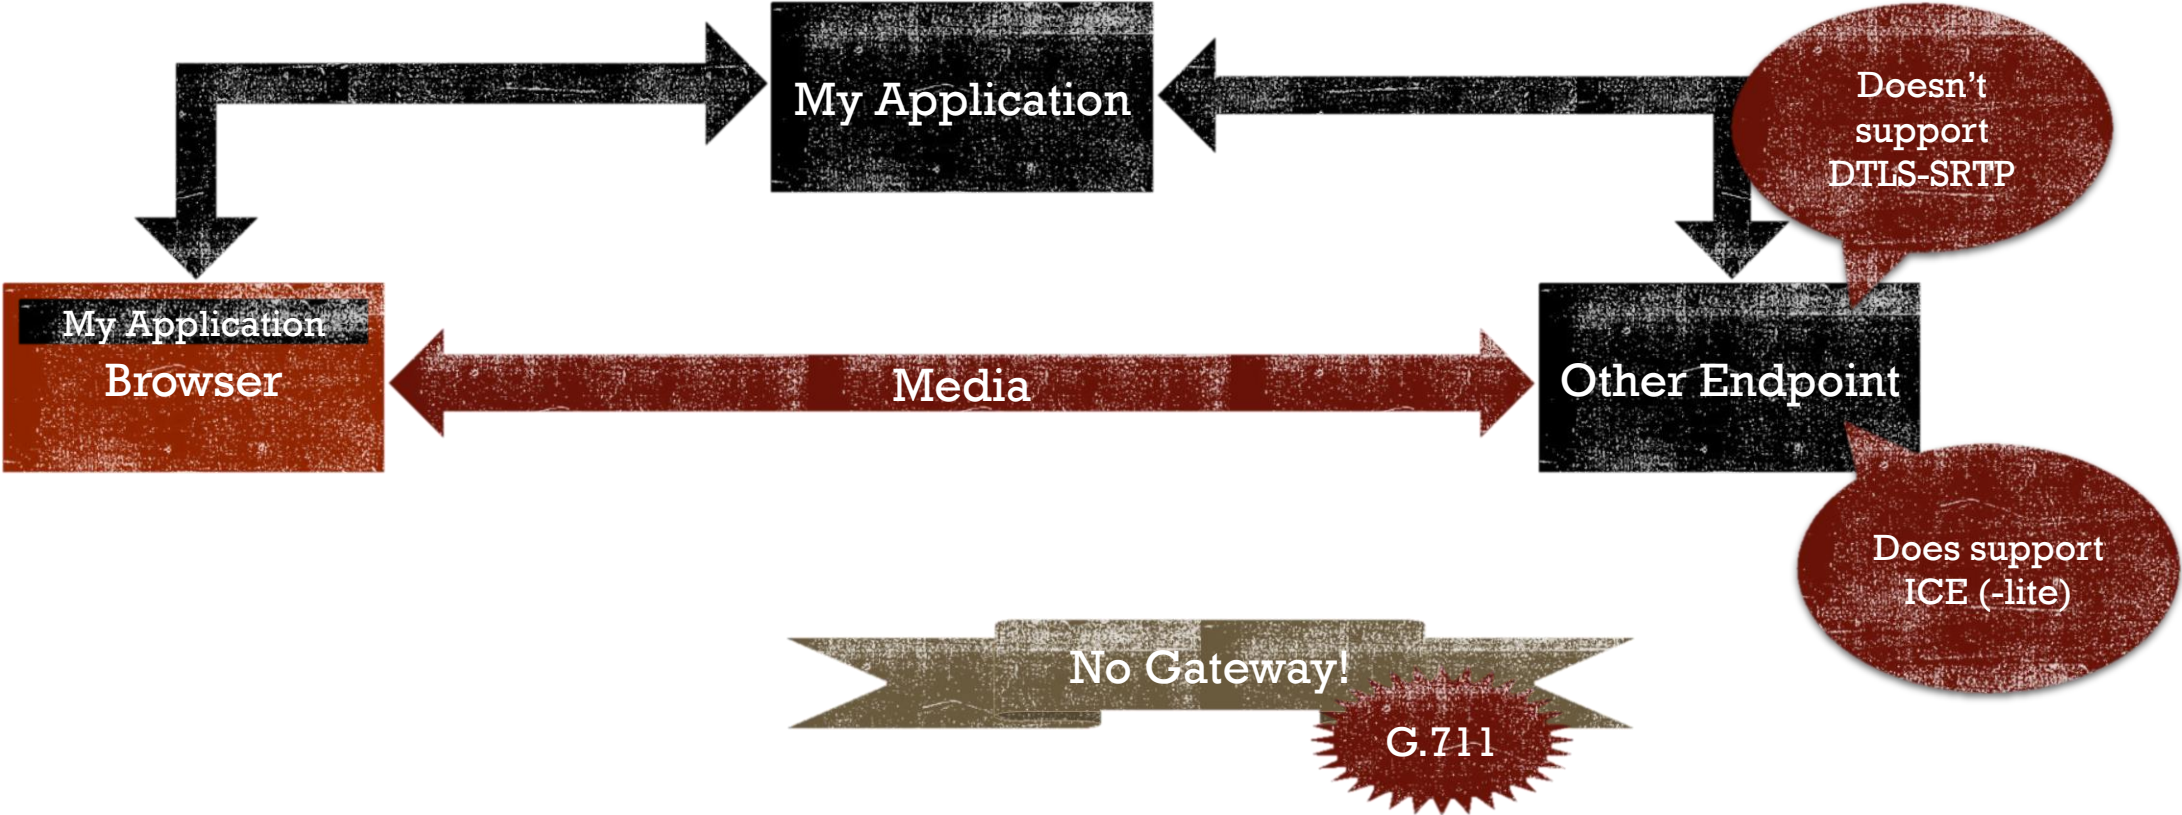 My Application
Doesn't
support
DTLS-SRTP
My Application
Browser
Media
Other Endpoint
Does support
ICE (-lite)
No Gateway!
G.711